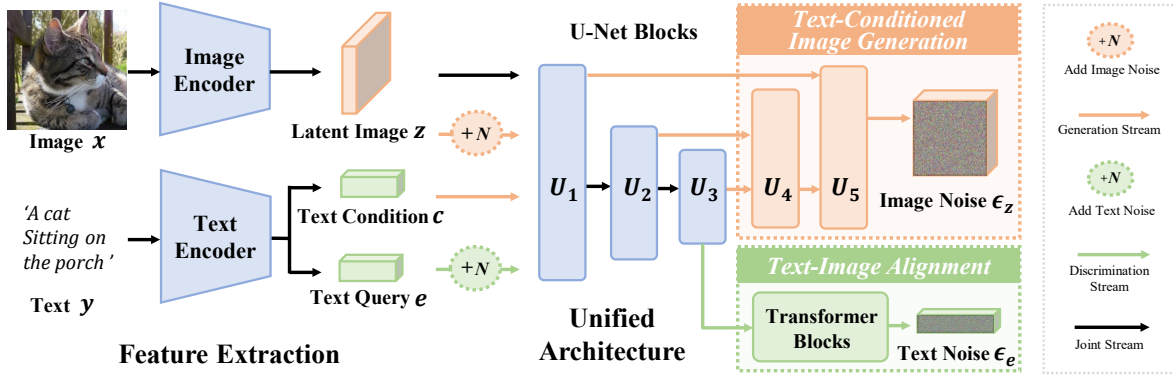 Image x
Image
Encoder
Latent Image z
+N
'A cat
Sitting on
the porch '
Text y
Text
Encoder
Text Condition c
Text Query e
+N
Feature Extraction
U-Net Blocks
U1
U2
U3
U4
U5
Unified
Architecture
Text-Conditioned
Image Generation
Image Noise ϵz
Text-Image Alignment
Transformer
Blocks
Text Noise ϵe
+N
Add Image Noise
Generation Stream
+N
Add Text Noise
Discrimination
Stream
Joint Stream